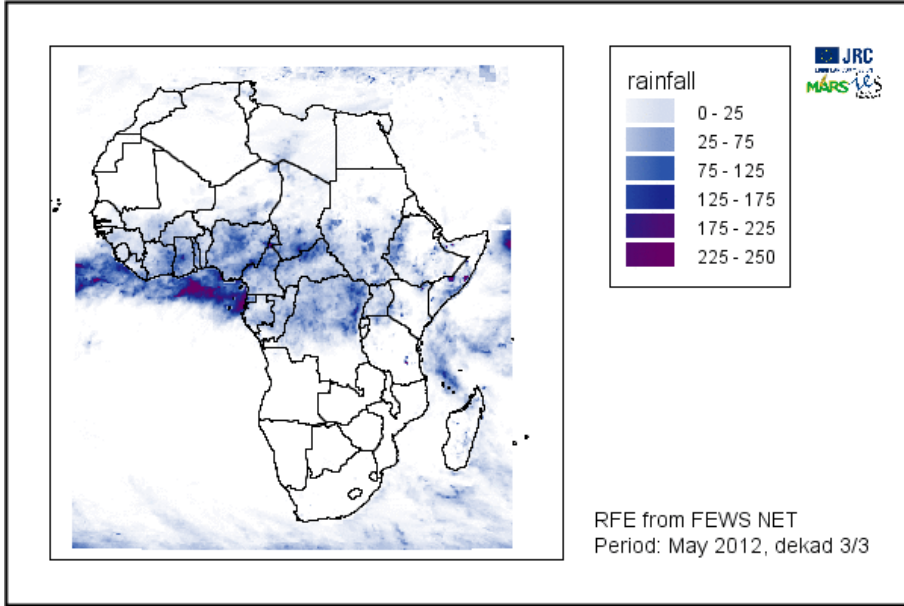 JRC
MARS
ies
rainfall
0 - 25
25 - 75
75 - 125
125 - 175
175 - 225
225 - 250
RFE from FEWS NET
Period: May 2012, dekad 3/3